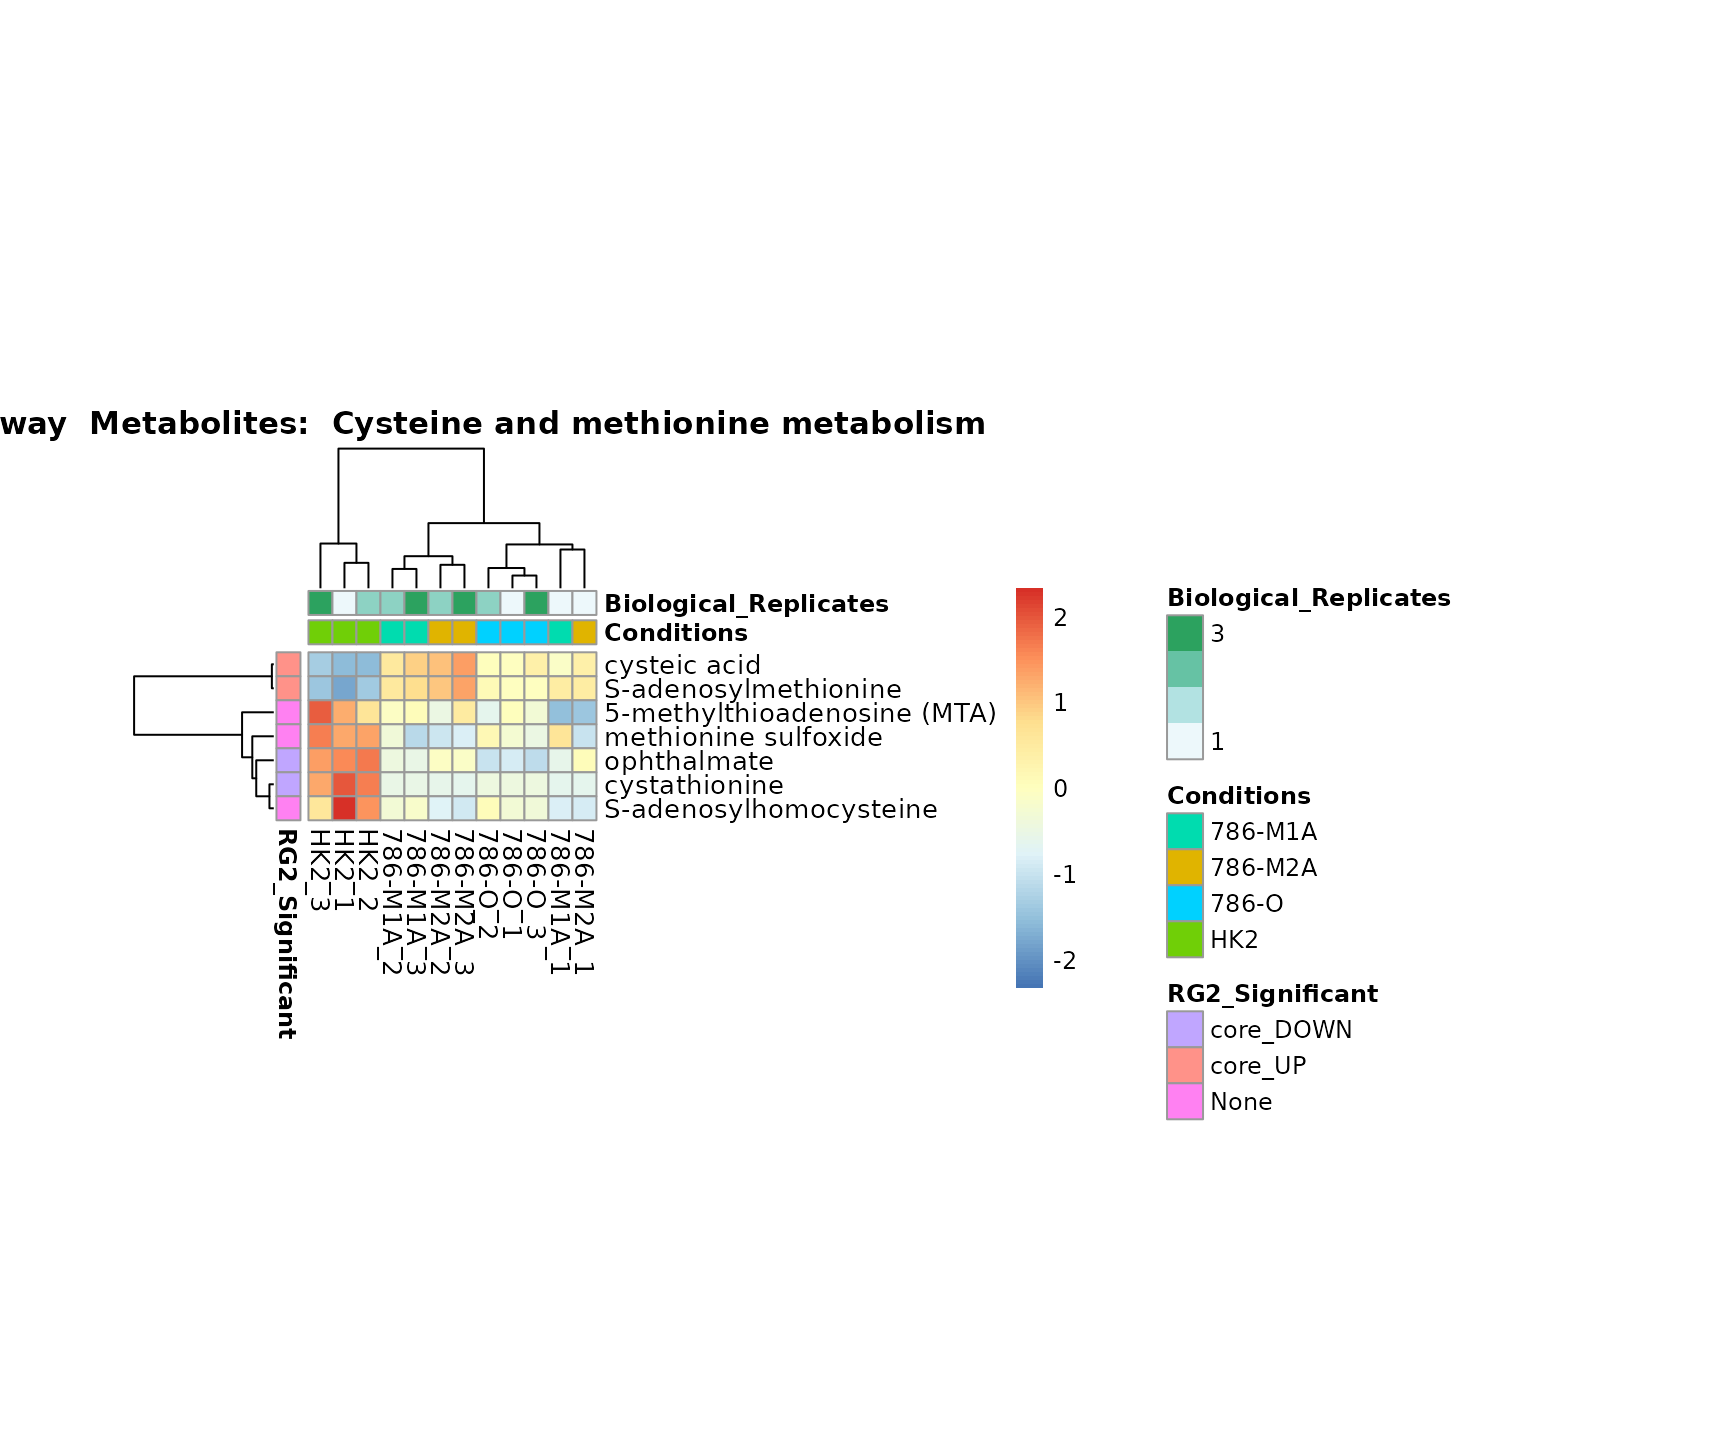 way Metabolites: Cysteine and methionine metabolism
Biological_Replicates
Conditions
cysteic acid
S-adenosylmethionine
5-methylthioadenosine (MTA)
methionine sulfoxide
ophthalmate
cystathionine
S-adenosylhomocysteine
RG2_Significant
HK2_3
HK2_1
HK2_2
786-M1A_2
786-M1A_3
786-M2A_2
786-M2A_3
786-O_2
786-O_1
786-O_3
786-M1A_1
786-M2A_1
2
1
0
-1
-2
Biological_Replicates
3
1
Conditions
786-M1A
786-M2A
786-O
HK2
RG2_Significant
core_DOWN
core_UP
None